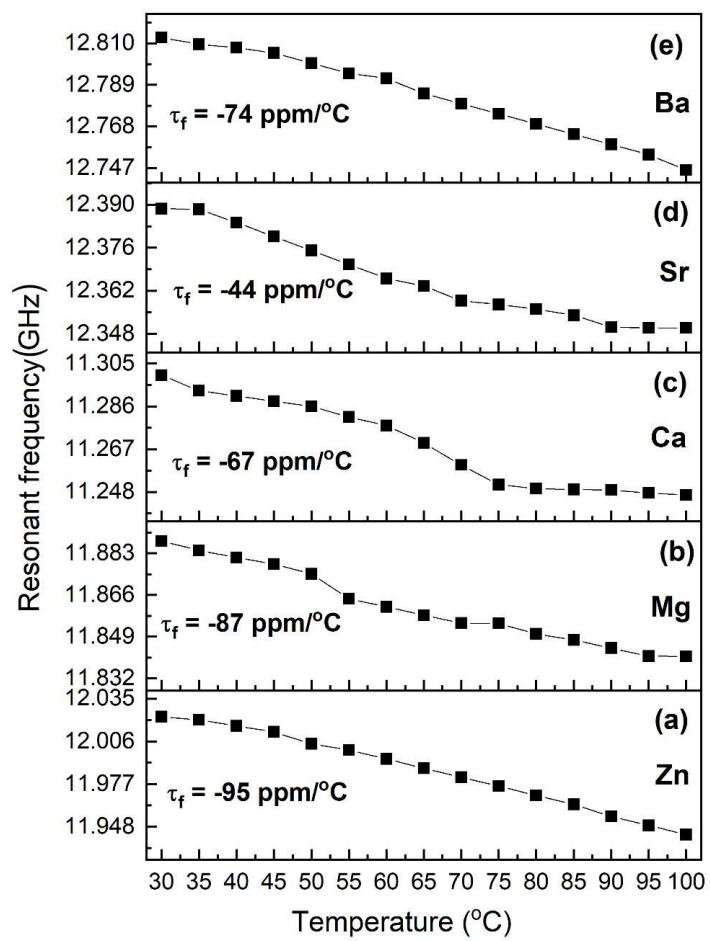 Resonant frequency(GHz)
12.810
12.789
12.768
12.747
(e)
Ba
τf = -74 ppm/°C
12.390
12.376
12.362
12.348
(d)
Sr
τf = -44 ppm/°C
11.305
11.286
11.267
11.248
(c)
Ca
τf = -67 ppm/°C
11.883
11.866
11.849
11.832
(b)
Mg
τf = -87 ppm/°C
12.035
12.006
11.977
11.948
(a)
Zn
τf = -95 ppm/°C
30 35 40 45 50 55 60 65 70 75 80 85 90 95 100
Temperature (°C)